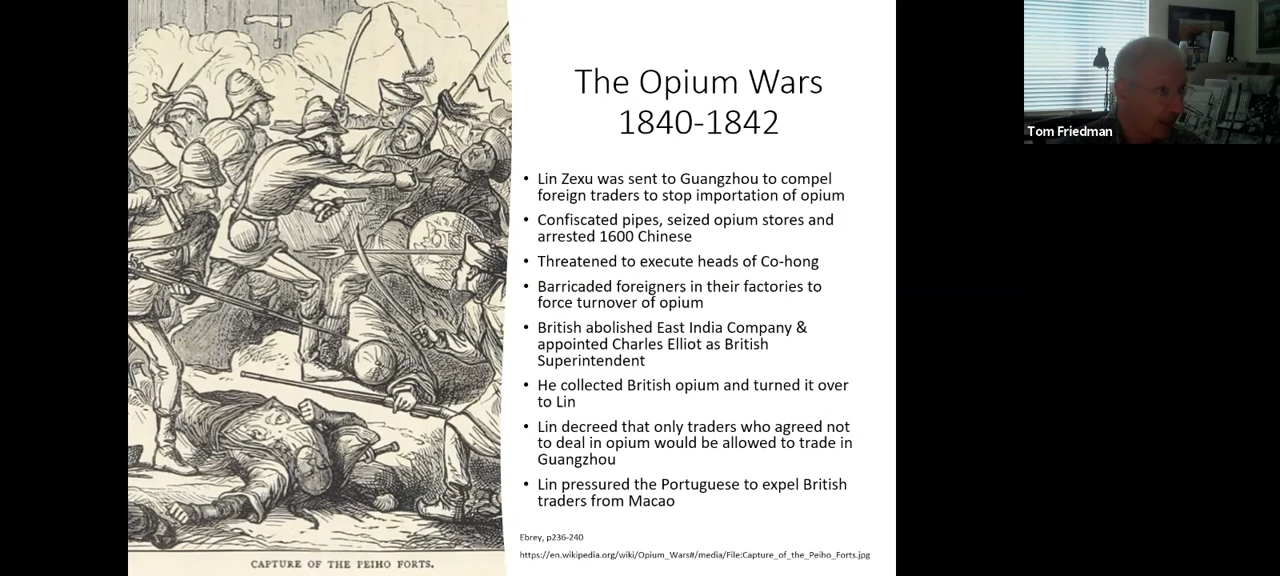 The Opium Wars
1840-1842
• Lin Zexu was sent to Guangzhou to compel
foreign traders to stop importation of opium
• Confiscated pipes, seized opium stores and
arrested 1600 Chinese
• Threatened to execute heads of Co-hong
• Barricaded foreigners in their factories to
force turnover of opium
• British abolished East India Company &
appointed Charles Elliot as British
Superintendent
• He collected British opium and turned it over
to Lin
• Lin decreed that only traders who agreed not
to deal in opium would be allowed to trade in
Guangzhou
• Lin pressured the Portuguese to expel British
traders from Macao
Ebrey, p236-240
https://en.wikipedia.org/wiki/Opium_Wars#/media/File:Capture_of_the_Peiho_Forts.jpg
CAPTURE OF THE PEIHO FORTS.
Tom Friedman